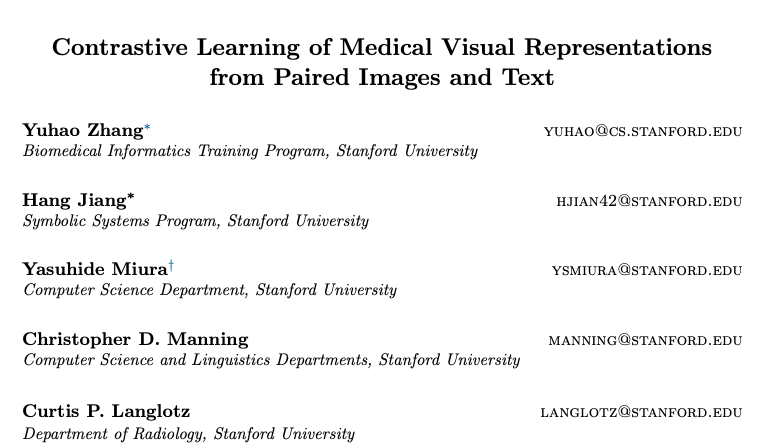 Contrastive Learning of Medical Visual Representations
from Paired Images and Text
Yuhao Zhang* YUHAO@CS.STANFORD.EDU
Biomedical Informatics Training Program, Stanford University
Hang Jiang* HJIAN42@STANFORD.EDU
Symbolic Systems Program, Stanford University
Yasuhide Miura† YSMIURA@STANFORD.EDU
Computer Science Department, Stanford University
Christopher D. Manning MANNING@STANFORD.EDU
Computer Science and Linguistics Departments, Stanford University
Curtis P. Langlotz LANGLOTZ@STANFORD.EDU
Department of Radiology, Stanford University